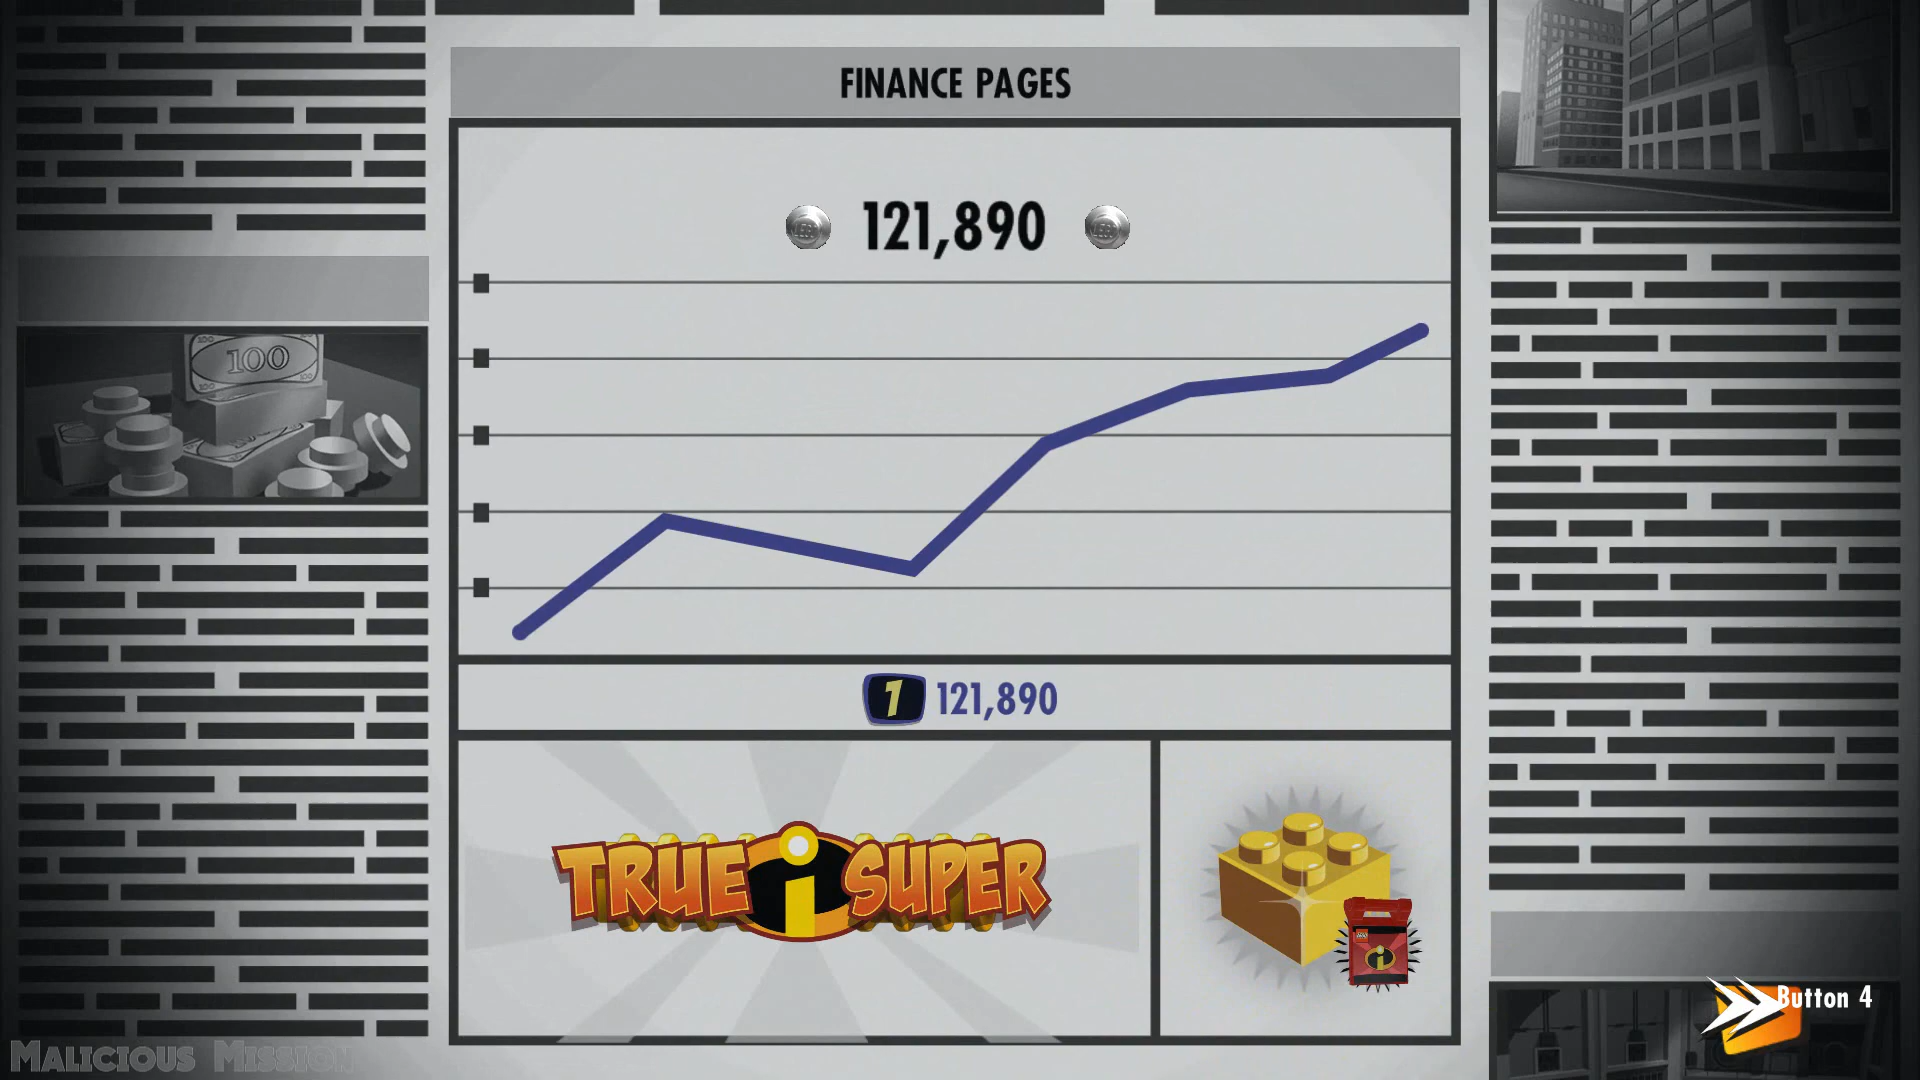 FINANCE PAGES
121,890
100
1 121,890
TRUE i SUPER
Button 4
MALICIOUS MISSION